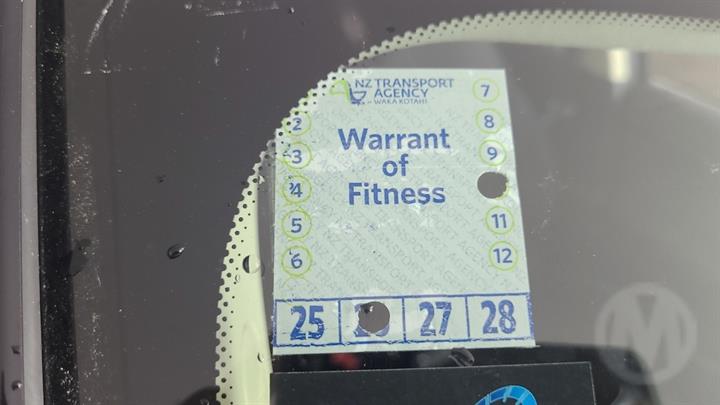 NZ TRANSPORT
AGENCY
WAKA KOTAHI
Warrant
of
Fitness
2
3
4
5
6
7
8
9
11
12
25 27 28